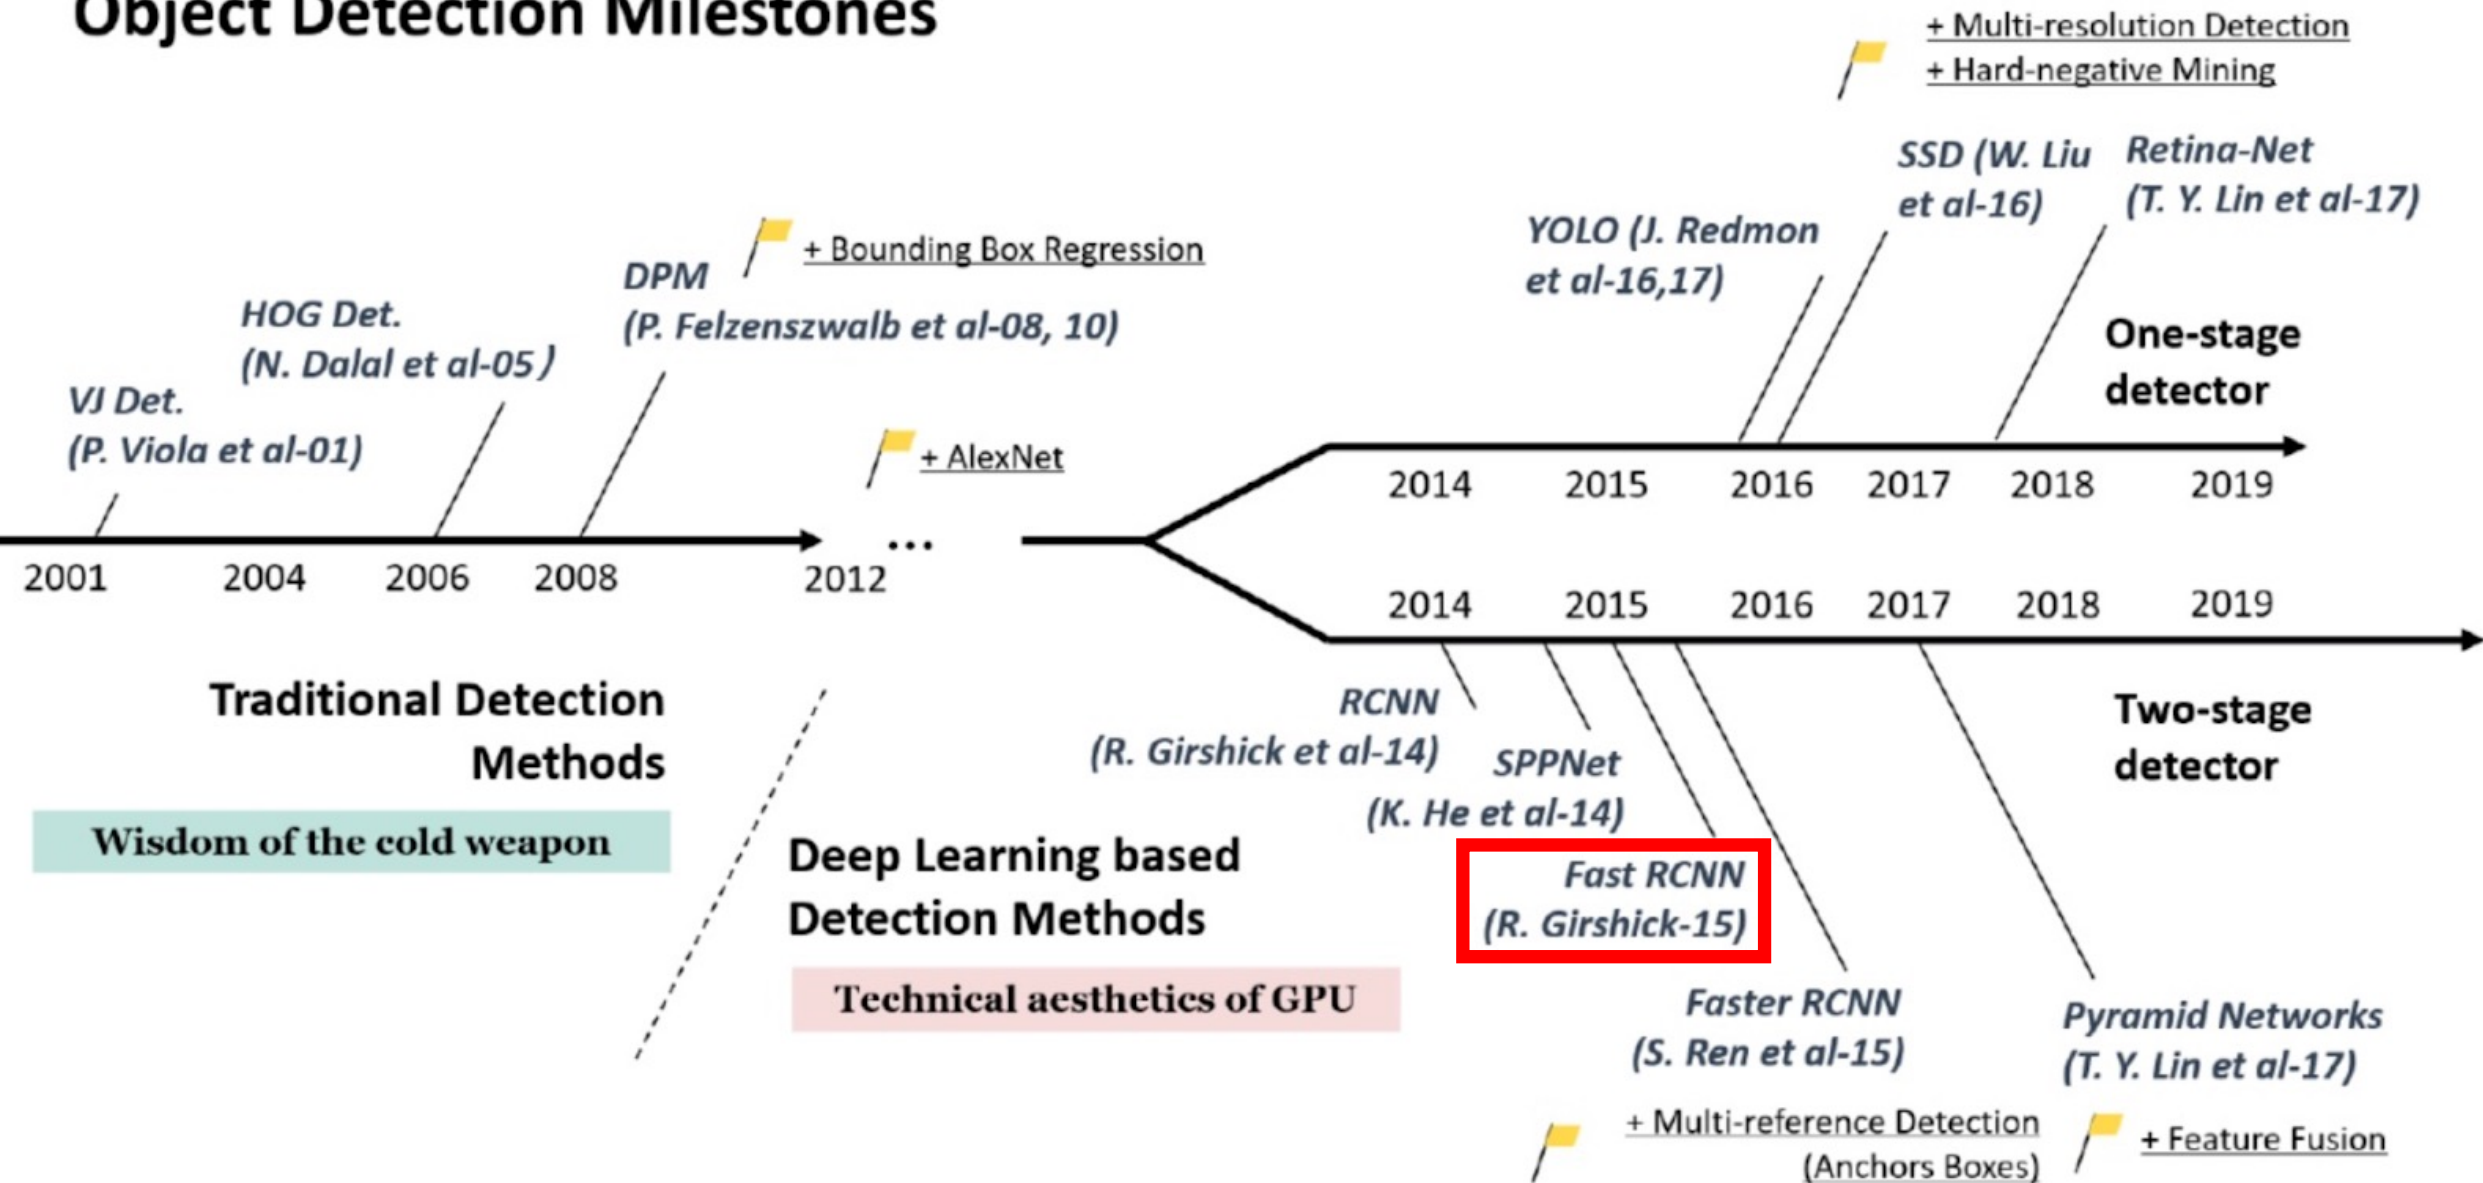 Object Detection Milestones
+ Multi-resolution Detection
+ Hard-negative Mining
SSD (W. Liu
et al-16)
Retina-Net
(T. Y. Lin et al-17)
YOLO (J. Redmon
et al-16,17)
+ Bounding Box Regression
DPM
(P. Felzenszwalb et al-08, 10)
HOG Det.
(N. Dalal et al-05)
VJ Det.
(P. Viola et al-01)
+ AlexNet
One-stage
detector
2014 2015 2016 2017 2018 2019
...
2001 2004 2006 2008 2012
2014 2015 2016 2017 2018 2019
Traditional Detection
Methods
Wisdom of the cold weapon
Deep Learning based
Detection Methods
Technical aesthetics of GPU
RCNN
(R. Girshick et al-14)
SPPNet
(K. He et al-14)
Fast RCNN
(R. Girshick-15)
Faster RCNN
(S. Ren et al-15)
Two-stage
detector
Pyramid Networks
(T. Y. Lin et al-17)
+ Multi-reference Detection
(Anchors Boxes)
+ Feature Fusion